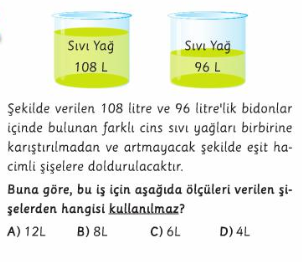 Sıvı Yağ Sıvı Yağ
108 L 96 L
Şekilde verilen 108 litre ve 96 litre'lik bidonlar
içinde bulunan farklı cins sıvı yağları birbirine
karıştırılmadan ve artmayacak şekilde eşit ha-
cimli şişelere doldurulacaktır.
Buna göre, bu iş için aşağıda ölçüleri verilen şi-
şelerden hangisi kullanılmaz?
A) 12L B) 8L C) 6L D) 4L